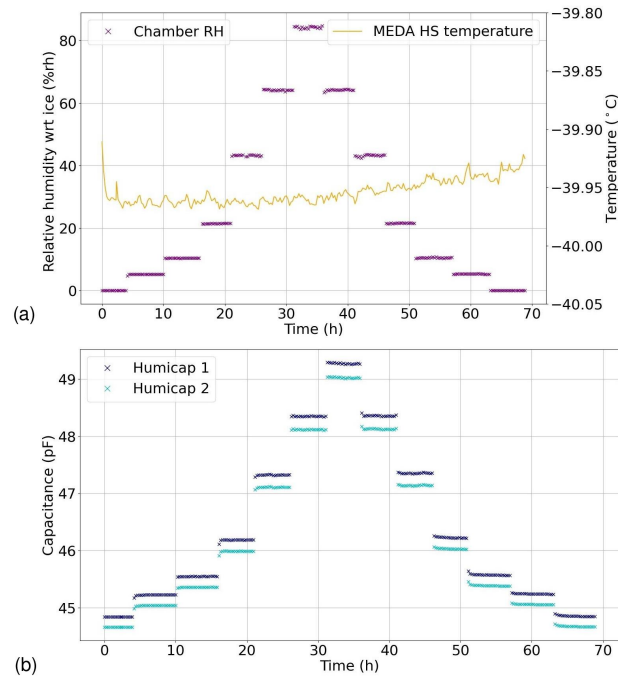 Chamber RH
MEDA HS temperature
Relative humidity wrt ice (%rh)
80
60
40
20
0
−39.80
−39.85
−39.90
−39.95
−40.00
−40.05
Temperature (°C)
0 10 20 30 40 50 60 70
Time (h)
(a)
Humicap 1
Humicap 2
Capacitance (pF)
49
48
47
46
45
0 10 20 30 40 50 60 70
Time (h)
(b)